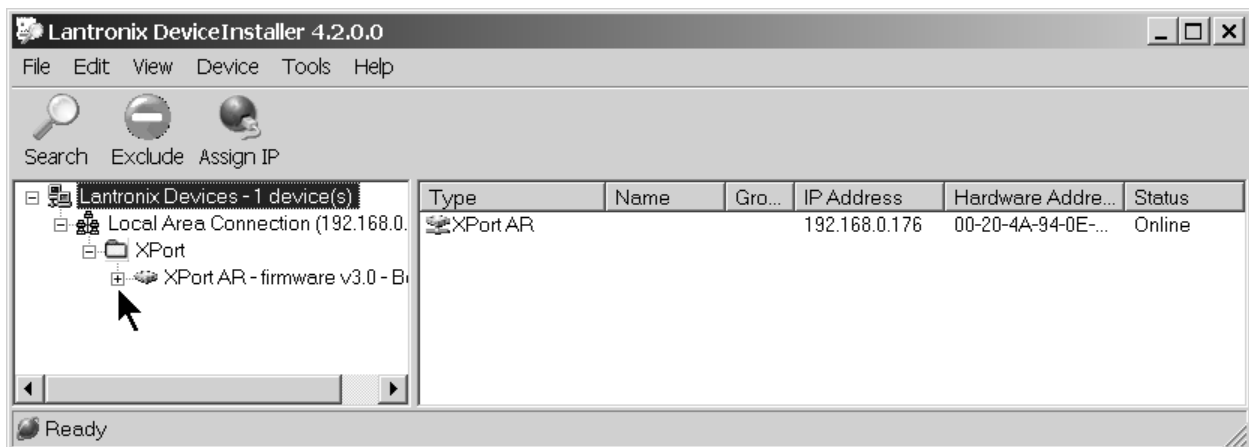 Lantronix DeviceInstaller 4.2.0.0
File Edit View Device Tools Help
Search Exclude Assign IP
Lantronix Devices - 1 device(s)
Local Area Connection (192.168.0.
XPort
XPort AR - firmware v3.0 -
Type Name Gro... IP Address Hardware Addre... Status
XPort AR 192.168.0.176 00-20-4A-94-0E-... Online
Ready